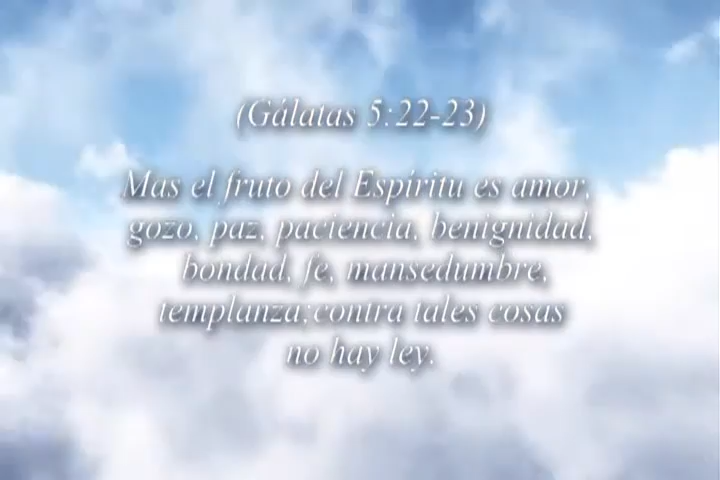 (Gálatas 5:22-23)
Mas el fruto del Espíritu es amor,
gozo, paz, paciencia, benignidad,
bondad, fe, mansedumbre,
templanza;contra tales cosas
no hay ley.